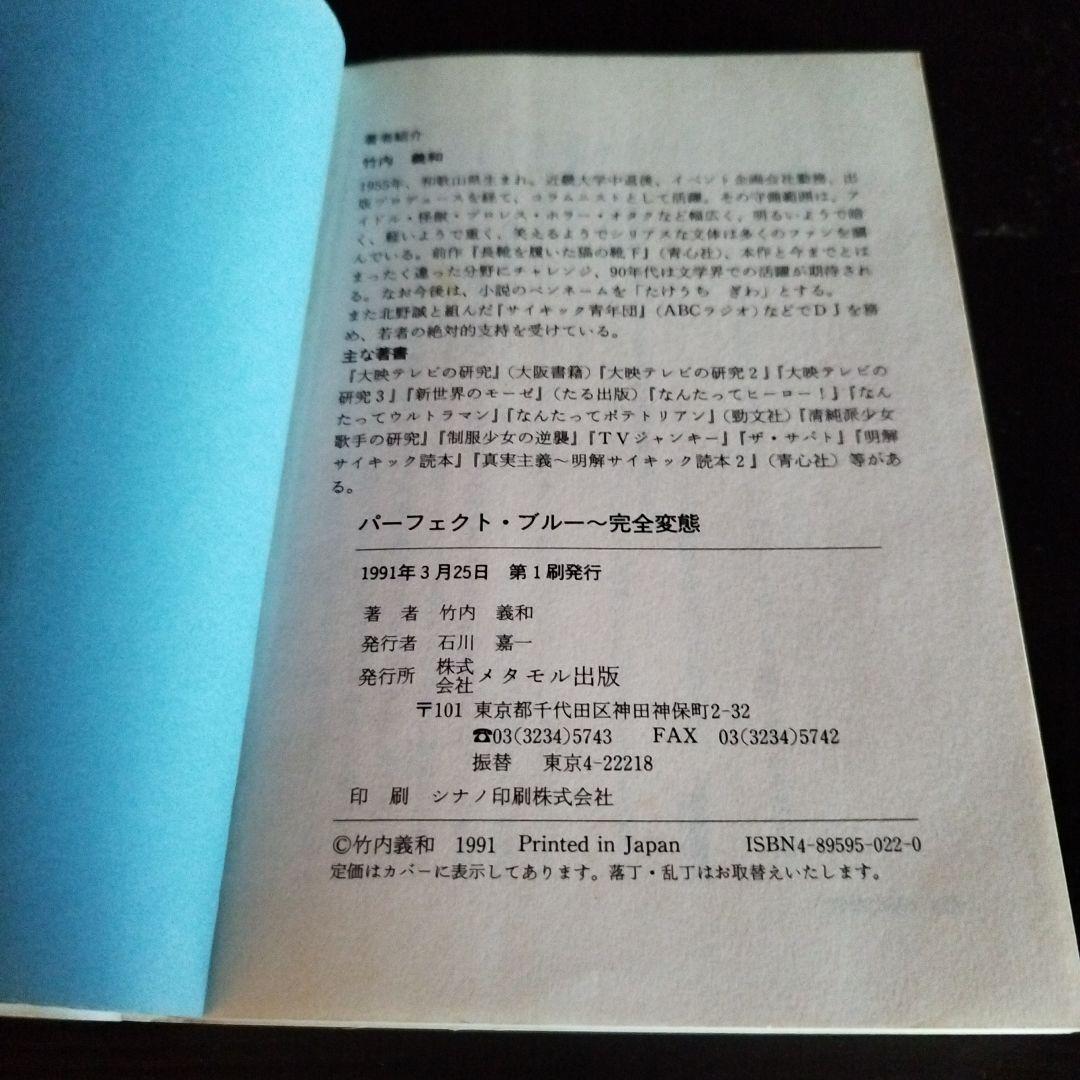 著者紹介
竹内　義和
1955年、和歌山県生まれ。近畿大学中退後、イベント企画会社勤務、出
版プロデュースを経て、コラムニストとして活躍。その守備範囲は、ア
イドル・怪獣・プロレス・ホラー・オタクなど幅広く、明るいようで暗
く、軽いようで重く、笑えるようでシリアスな文体は多くのファンを掴
んでいる。前作『長靴を履いた猫の靴下』（青心社）、本作と今までとは
まったく違った分野にチャレンジ、90年代は文学界での活躍が期待され
る。なお今後は、小説のペンネームを「たけうち　ぎわ」とする。
また北野誠と組んだ『サイキック青年団』（ABCラジオ）などでＤＪを務
め、若者の絶対的支持を受けている。
主な著書
『大映テレビの研究』（大阪書籍）『大映テレビの研究２』『大映テレビの
研究３』『新世界のモーゼ』（たる出版）『なんたってヒーロー！』『なん
たってウルトラマン』『なんたってポテトリアン』（勁文社）『清純派少女
歌手の研究』『制服少女の逆襲』『ＴＶジャンキー』『ザ・サバト』『明解
サイキック読本』『真実主義～明解サイキック読本２』（青心社）等があ
る。
パーフェクト・ブルー～完全変態
1991年３月25日　第１刷発行
著　者　竹内　義和
発行者　石川　嘉一
発行所　株式会社メタモル出版
〒101 東京都千代田区神田神保町2-32
☎03(3234)5743　FAX　03(3234)5742
振替　東京4-22218
印　刷　シナノ印刷株式会社
©竹内義和　1991　Printed in Japan　ISBN4-89595-022-0
定価はカバーに表示してあります。落丁・乱丁はお取替えいたします。